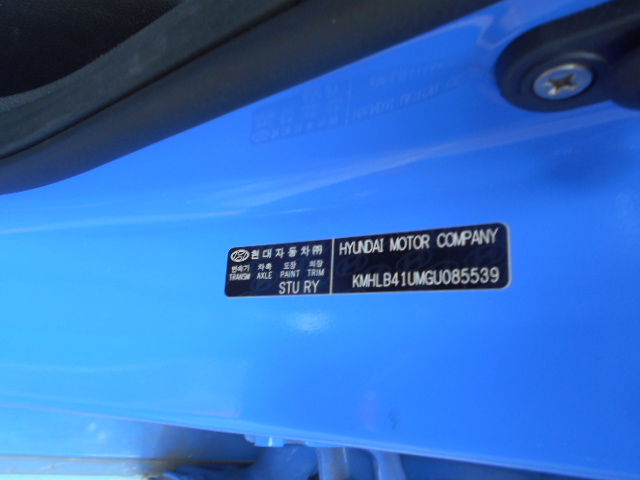 현대자동차㈜
변속기 차축 도장 의장
TRANSM AXLE PAINT TRIM
STU RY
HYUNDAI MOTOR COMPANY
KMHLB41UMGU085539